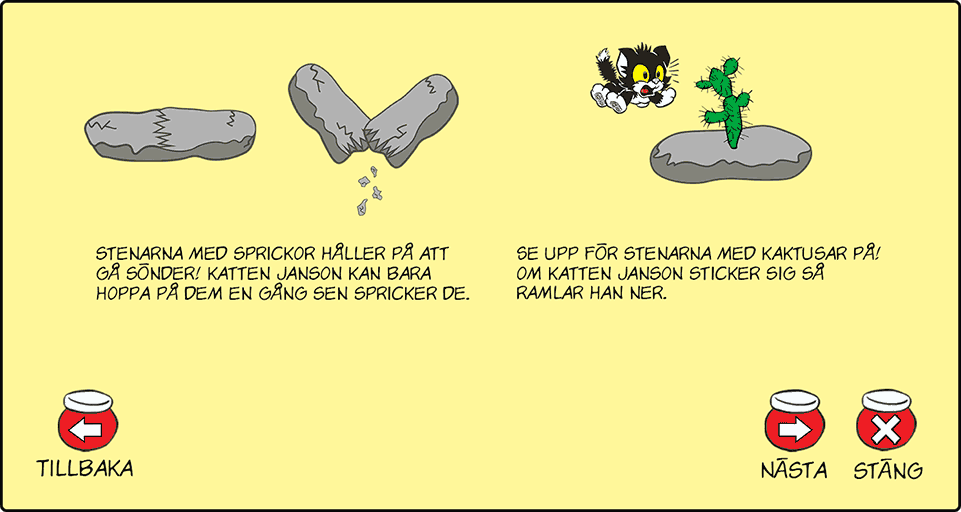 STENARNA MED SPRICKOR HÅLLER PÅ ATT
GÅ SÖNDER! KATTEN JANSON KAN BARA
HOPPA PÅ DEM EN GÅNG SEN SPRICKER DE.
SE UPP FÖR STENARNA MED KAKTUSAR PÅ!
OM KATTEN JANSON STICKER SIG SÅ
RAMLAR HAN NER.
TILLBAKA
NÄSTA
STÄNG